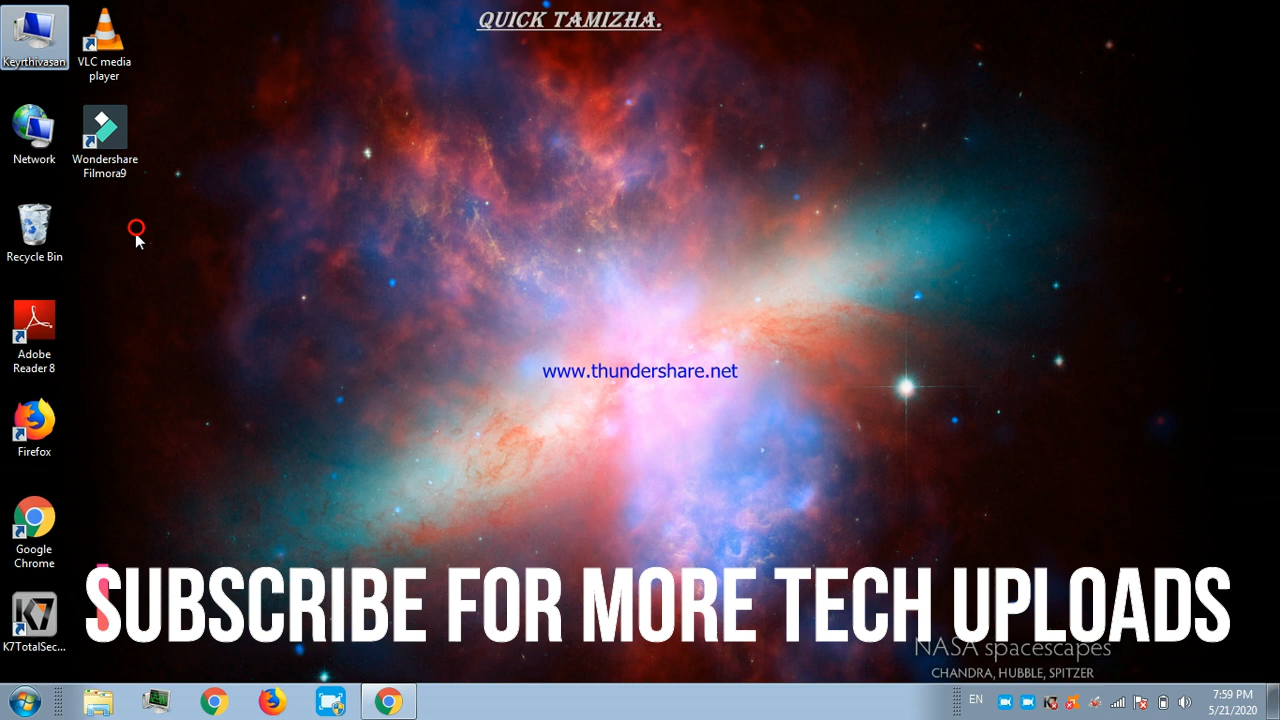 QUICK TAMIZHA.
Keyrthivasan
VLC media
player
Network
Wondershare
Filmora9
Recycle Bin
Adobe
Reader 8
www.thundershare.net
Firefox
Google
Chrome
SUBSCRIBE FOR MORE TECH UPLOADS
K7TotalSec...
NASA spacescapes
CHANDRA, HUBBLE, SPITZER
EN
7:59 PM
5/21/2020